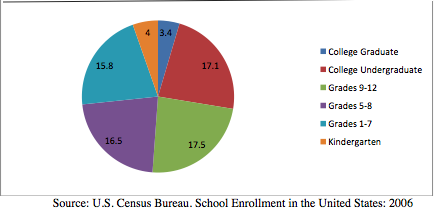 4
3.4
15.8
17.1
16.5
17.5
College Graduate
College Undergraduate
Grades 9-12
Grades 5-8
Grades 1-7
Kindergarten
Source: U.S. Census Bureau. School Enrollment in the United States: 2006